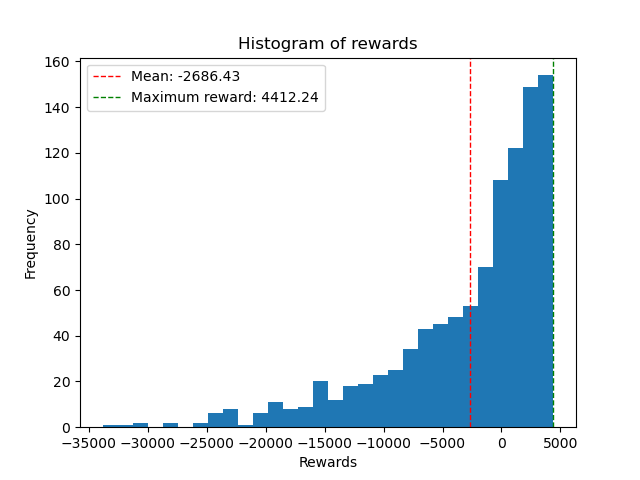 Histogram of rewards
Mean: -2686.43
Maximum reward: 4412.24
160
140
120
100
80
60
40
20
0
Frequency
−35000 −30000 −25000 −20000 −15000 −10000 −5000 0 5000
Rewards